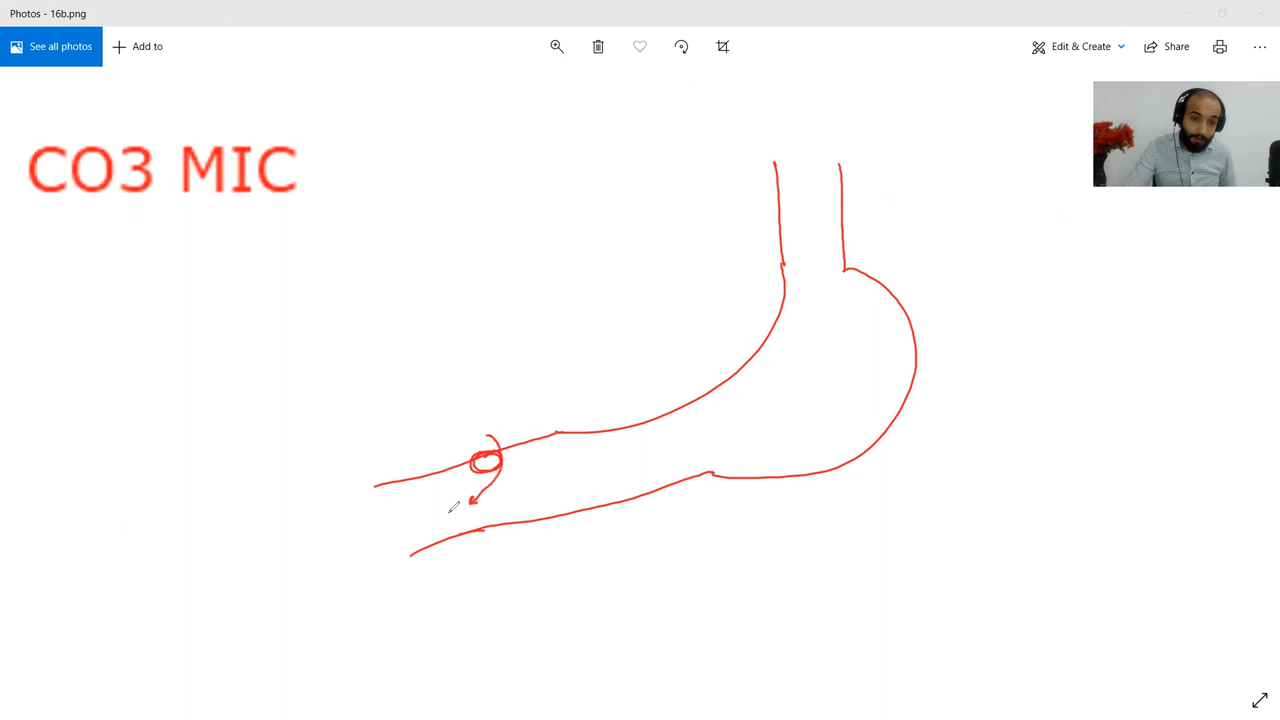 Photos - 16b.png
See all photos
Add to
Edit & Create
Share
CO3 MIC